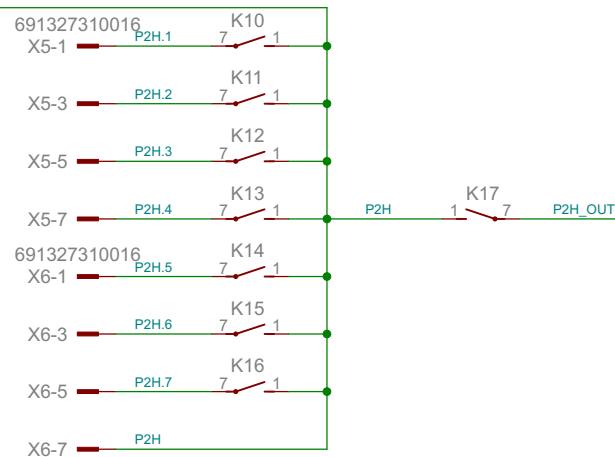 691327310016
K10
X5-1 P2H.1 7 1
K11
X5-3 P2H.2 7 1
K12
X5-5 P2H.3 7 1
K13
X5-7 P2H.4 7 1
P2H
K17
1 7
P2H_OUT
691327310016
K14
X6-1 P2H.5 7 1
K15
X6-3 P2H.6 7 1
K16
X6-5 P2H.7 7 1
X6-7 P2H